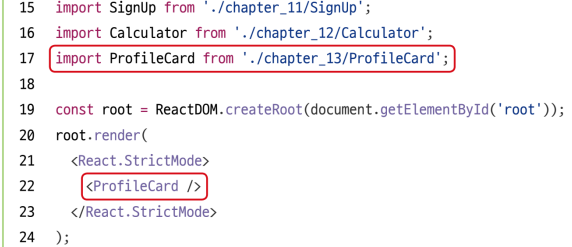 15 import SignUp from './chapter_11/SignUp';
16 import Calculator from './chapter_12/Calculator';
17 import ProfileCard from './chapter_13/ProfileCard';
18
19 const root = ReactDOM.createRoot(document.getElementById('root'));
20 root.render(
21   <React.StrictMode>
22     <ProfileCard />
23   </React.StrictMode>
24 );